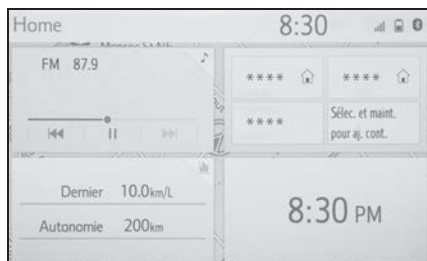 Home 8:30
FM 87.9
**** ****
**** Sélec. et maint.
pour aj. cont.
Dernier 10.0km/L
Autonomie 200km
8:30 PM